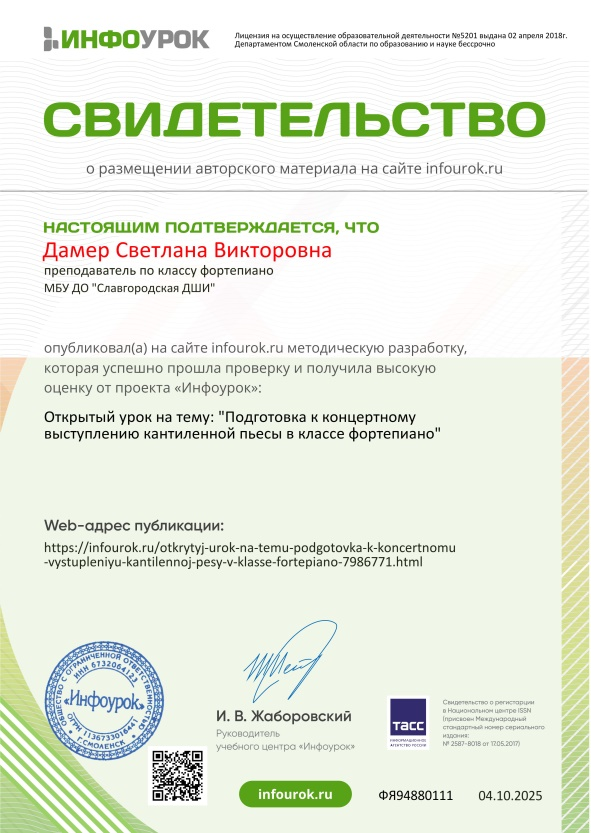 ИНФОУРОК
Лицензия на осуществление образовательной деятельности №5201 выдана 02 апреля 2018г.
Департаментом Смоленской области по образованию и науке бессрочно
СВИДЕТЕЛЬСТВО
о размещении авторского материала на сайте infourok.ru
НАСТОЯЩИМ ПОДТВЕРЖДАЕТСЯ, ЧТО
Дамер Светлана Викторовна
преподаватель по классу фортепиано
МБУ ДО "Славгородская ДШИ"
опубликовал(а) на сайте infourok.ru методическую разработку,
которая успешно прошла проверку и получила высокую
оценку от проекта «Инфоурок»:
Открытый урок на тему: "Подготовка к концертному
выступлению кантиленной пьесы в классе фортепиано"
Web-адрес публикации:
https://infourok.ru/otkrytyj-urok-na-temu-podgotovka-k-koncertnomu
-vystupleniyu-kantilennoj-pesy-v-klasse-fortepiano-7986771.html
ОБЩЕСТВО С ОГРАНИЧЕННОЙ ОТВЕТСТВЕННОСТЬЮ
ИНН 6732064123
«Инфоурок»
ОГРН 1136733016441
Г.СМОЛЕНСК
И. В. Жаборовский
Руководитель
учебного центра «Инфоурок»
ТАСС
ИНФОРМАЦИОННОЕ
АГЕНТСТВО РОССИИ
Свидетельство о регистарции
в Национальном центре ISSN
(присвоен Международный
стандартный номер сериального
издания:
№ 2587-8018 от 17.05.2017)
infourok.ru
ФЯ94880111
04.10.2025